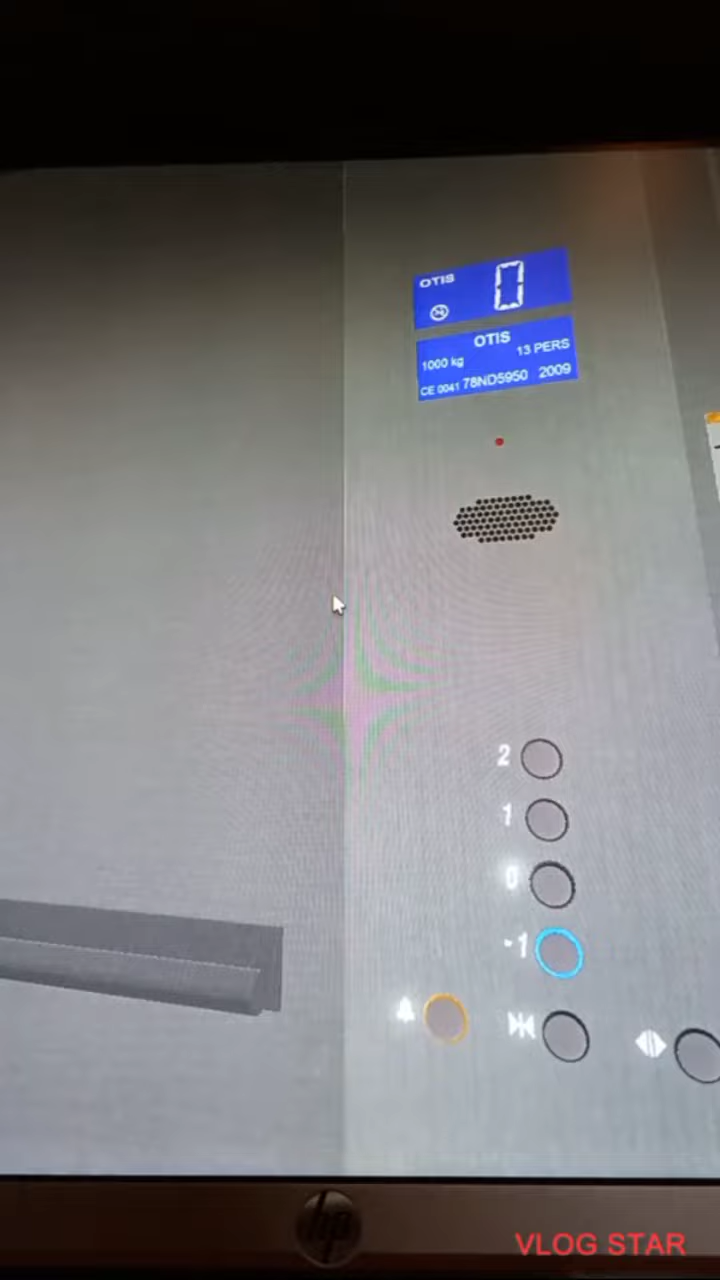 OTIS
0
OTIS
1000 kg 13 PERS
CE 0041 78ND5950 2009
2
1
0
-1
hp
VLOG STAR